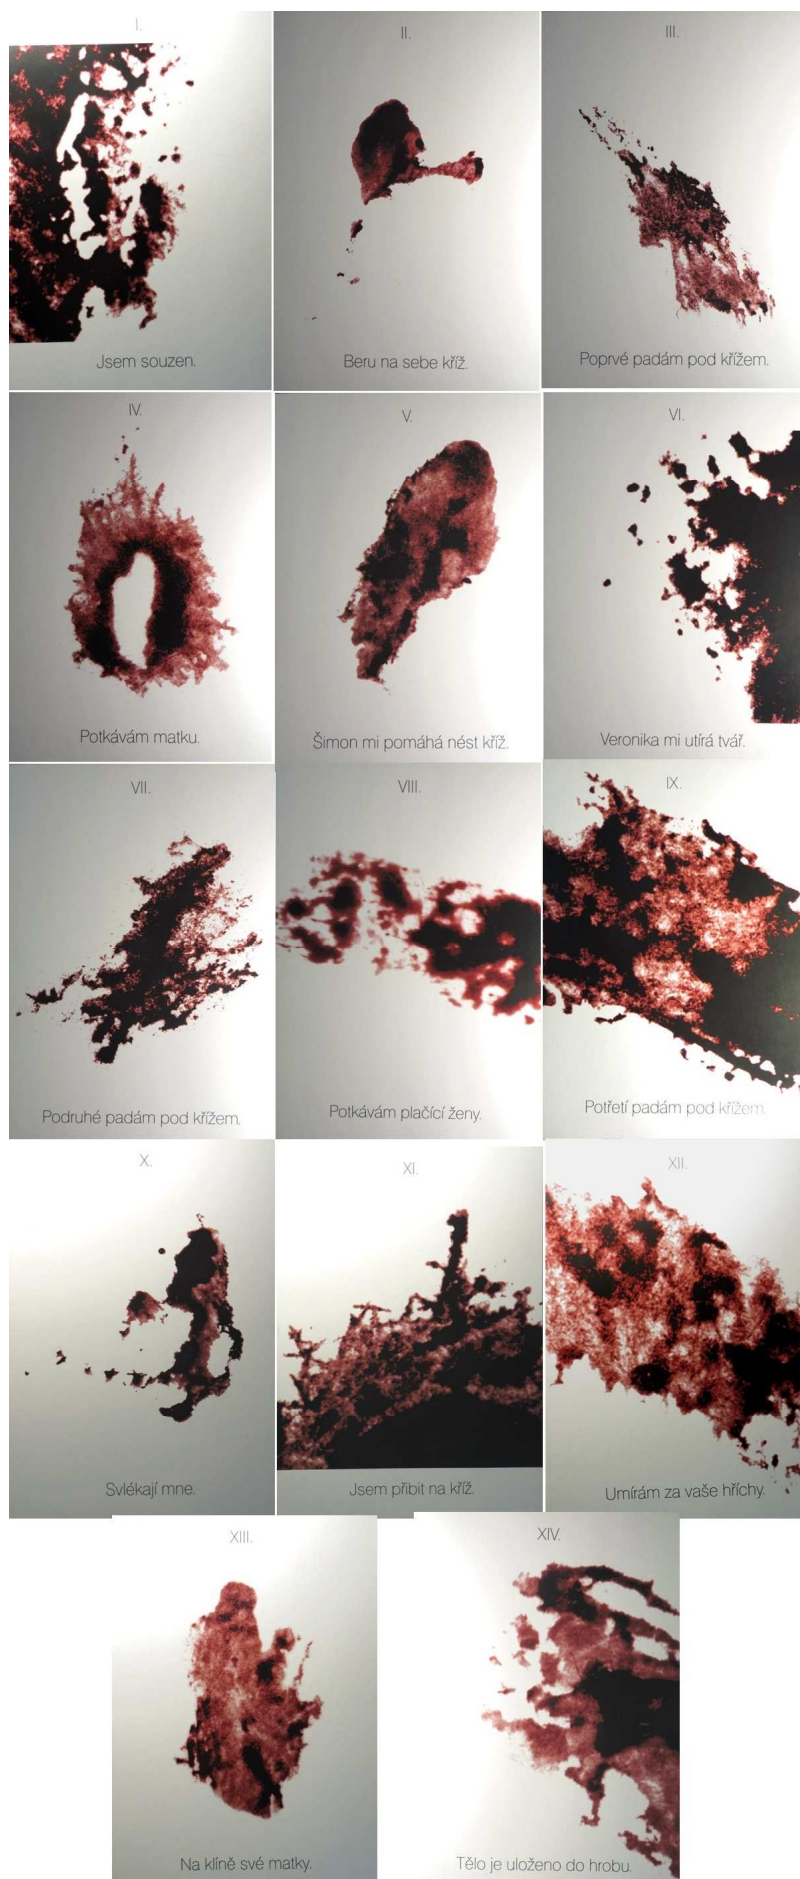 I.
Jsem souzen.
II.
Beru na sebe kříž.
III.
Poprvé padám pod křížem.
IV.
Potkávám matku.
V.
Šimon mi pomáhá nést kříž.
VI.
Veronika mi utírá tvář.
VII.
Podruhé padám pod křížem.
VIII.
Potkávám plačící ženy.
IX.
Potřetí padám pod křížem.
X.
Svlékají mne.
XI.
Jsem přibit na kříž.
XII.
Umírám za vaše hříchy.
XIII.
Na klíně své matky.
XIV.
Tělo je uloženo do hrobu.